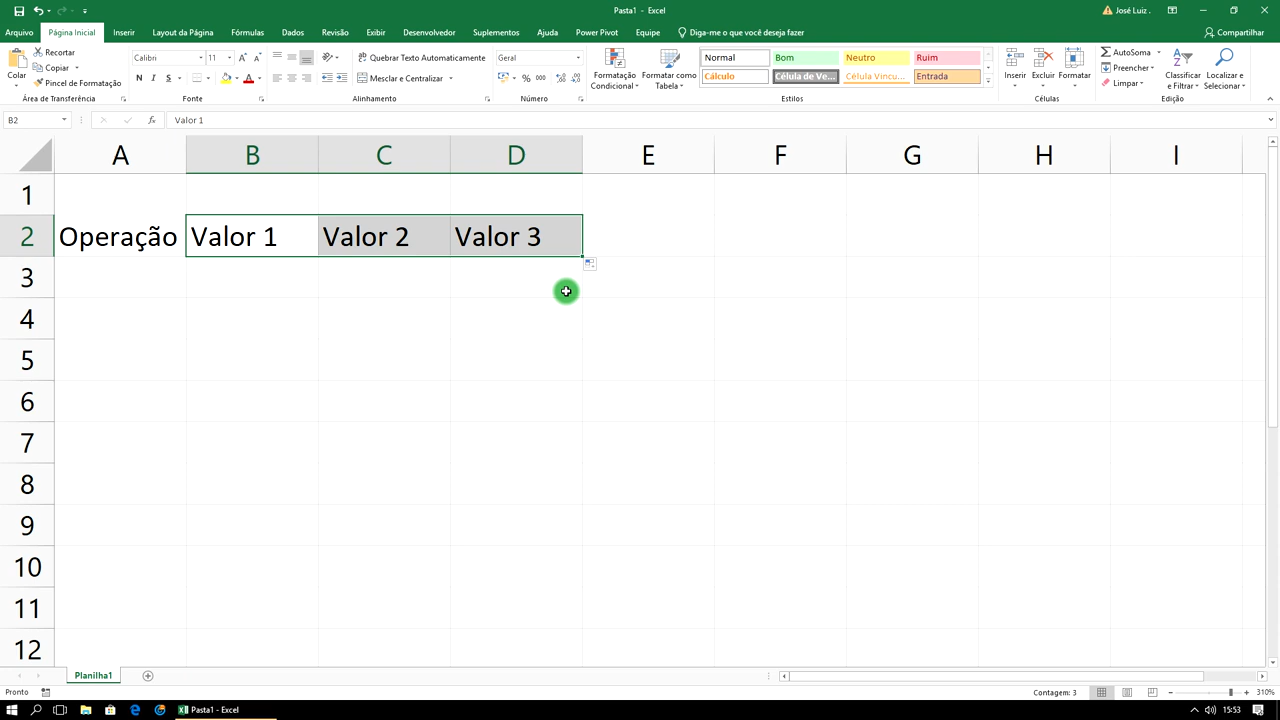 Pasta1 - Excel
José Luiz .
Arquivo Página Inicial Inserir Layout da Página Fórmulas Dados Revisão Exibir Desenvolvedor Suplementos Ajuda Power Pivot Equipe Diga-me o que você deseja fazer Compartilhar
Colar
Recortar
Copiar
Pincel de Formatação
Área de Transferência
Calibri 11
N I S
Fonte
Quebrar Texto Automaticamente
Mesclar e Centralizar
Alinhamento
Geral
% 000
Número
Formatação Condicional
Formatar como Tabela
Normal Bom Neutro Ruim
Cálculo Célula de Ve... Célula Vincu... Entrada
Estilos
Inserir Excluir Formatar
Células
AutoSoma
Preencher
Limpar
Classificar e Filtrar
Localizar e Selecionar
Edição
B2 fx Valor 1
A B C D E F G H I
1
2 Operação Valor 1 Valor 2 Valor 3
3
4
5
6
7
8
9
10
11
12
Planilha1
Pronto Contagem: 3 310%
Pasta1 - Excel 15:53